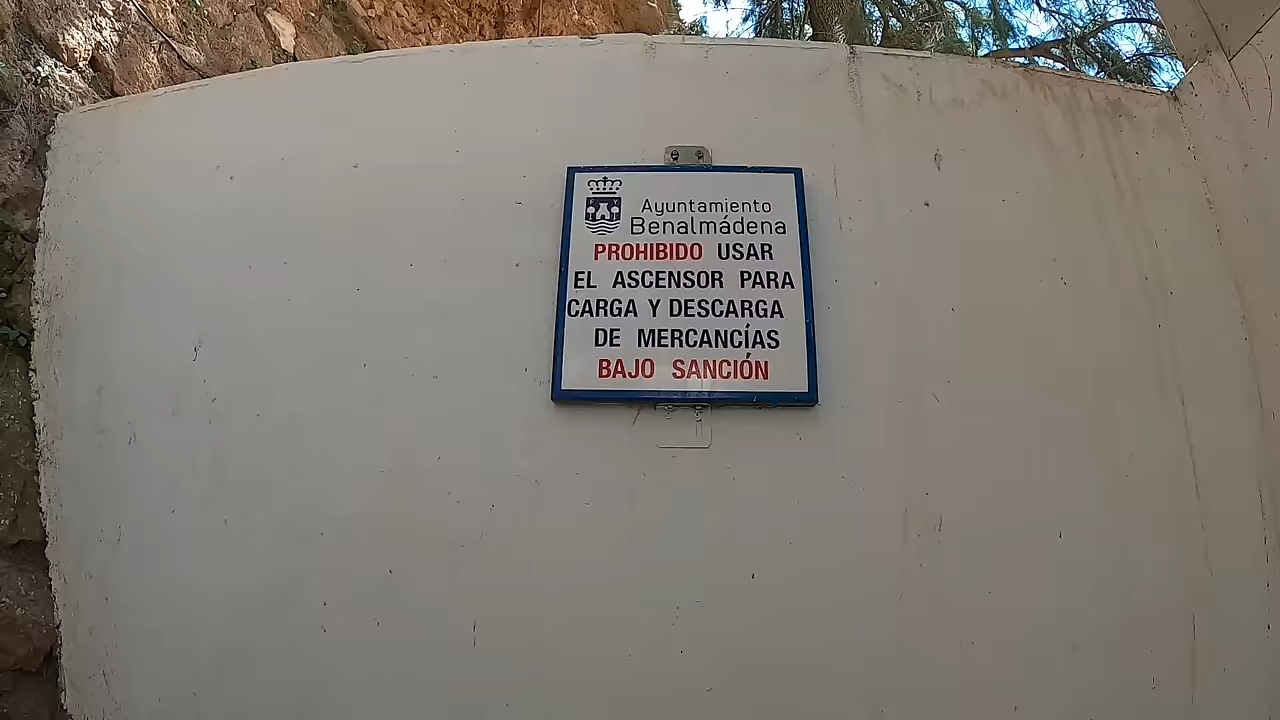 Ayuntamiento
Benalmádena
PROHIBIDO USAR
EL ASCENSOR PARA
CARGA Y DESCARGA
DE MERCANCÍAS
BAJO SANCIÓN